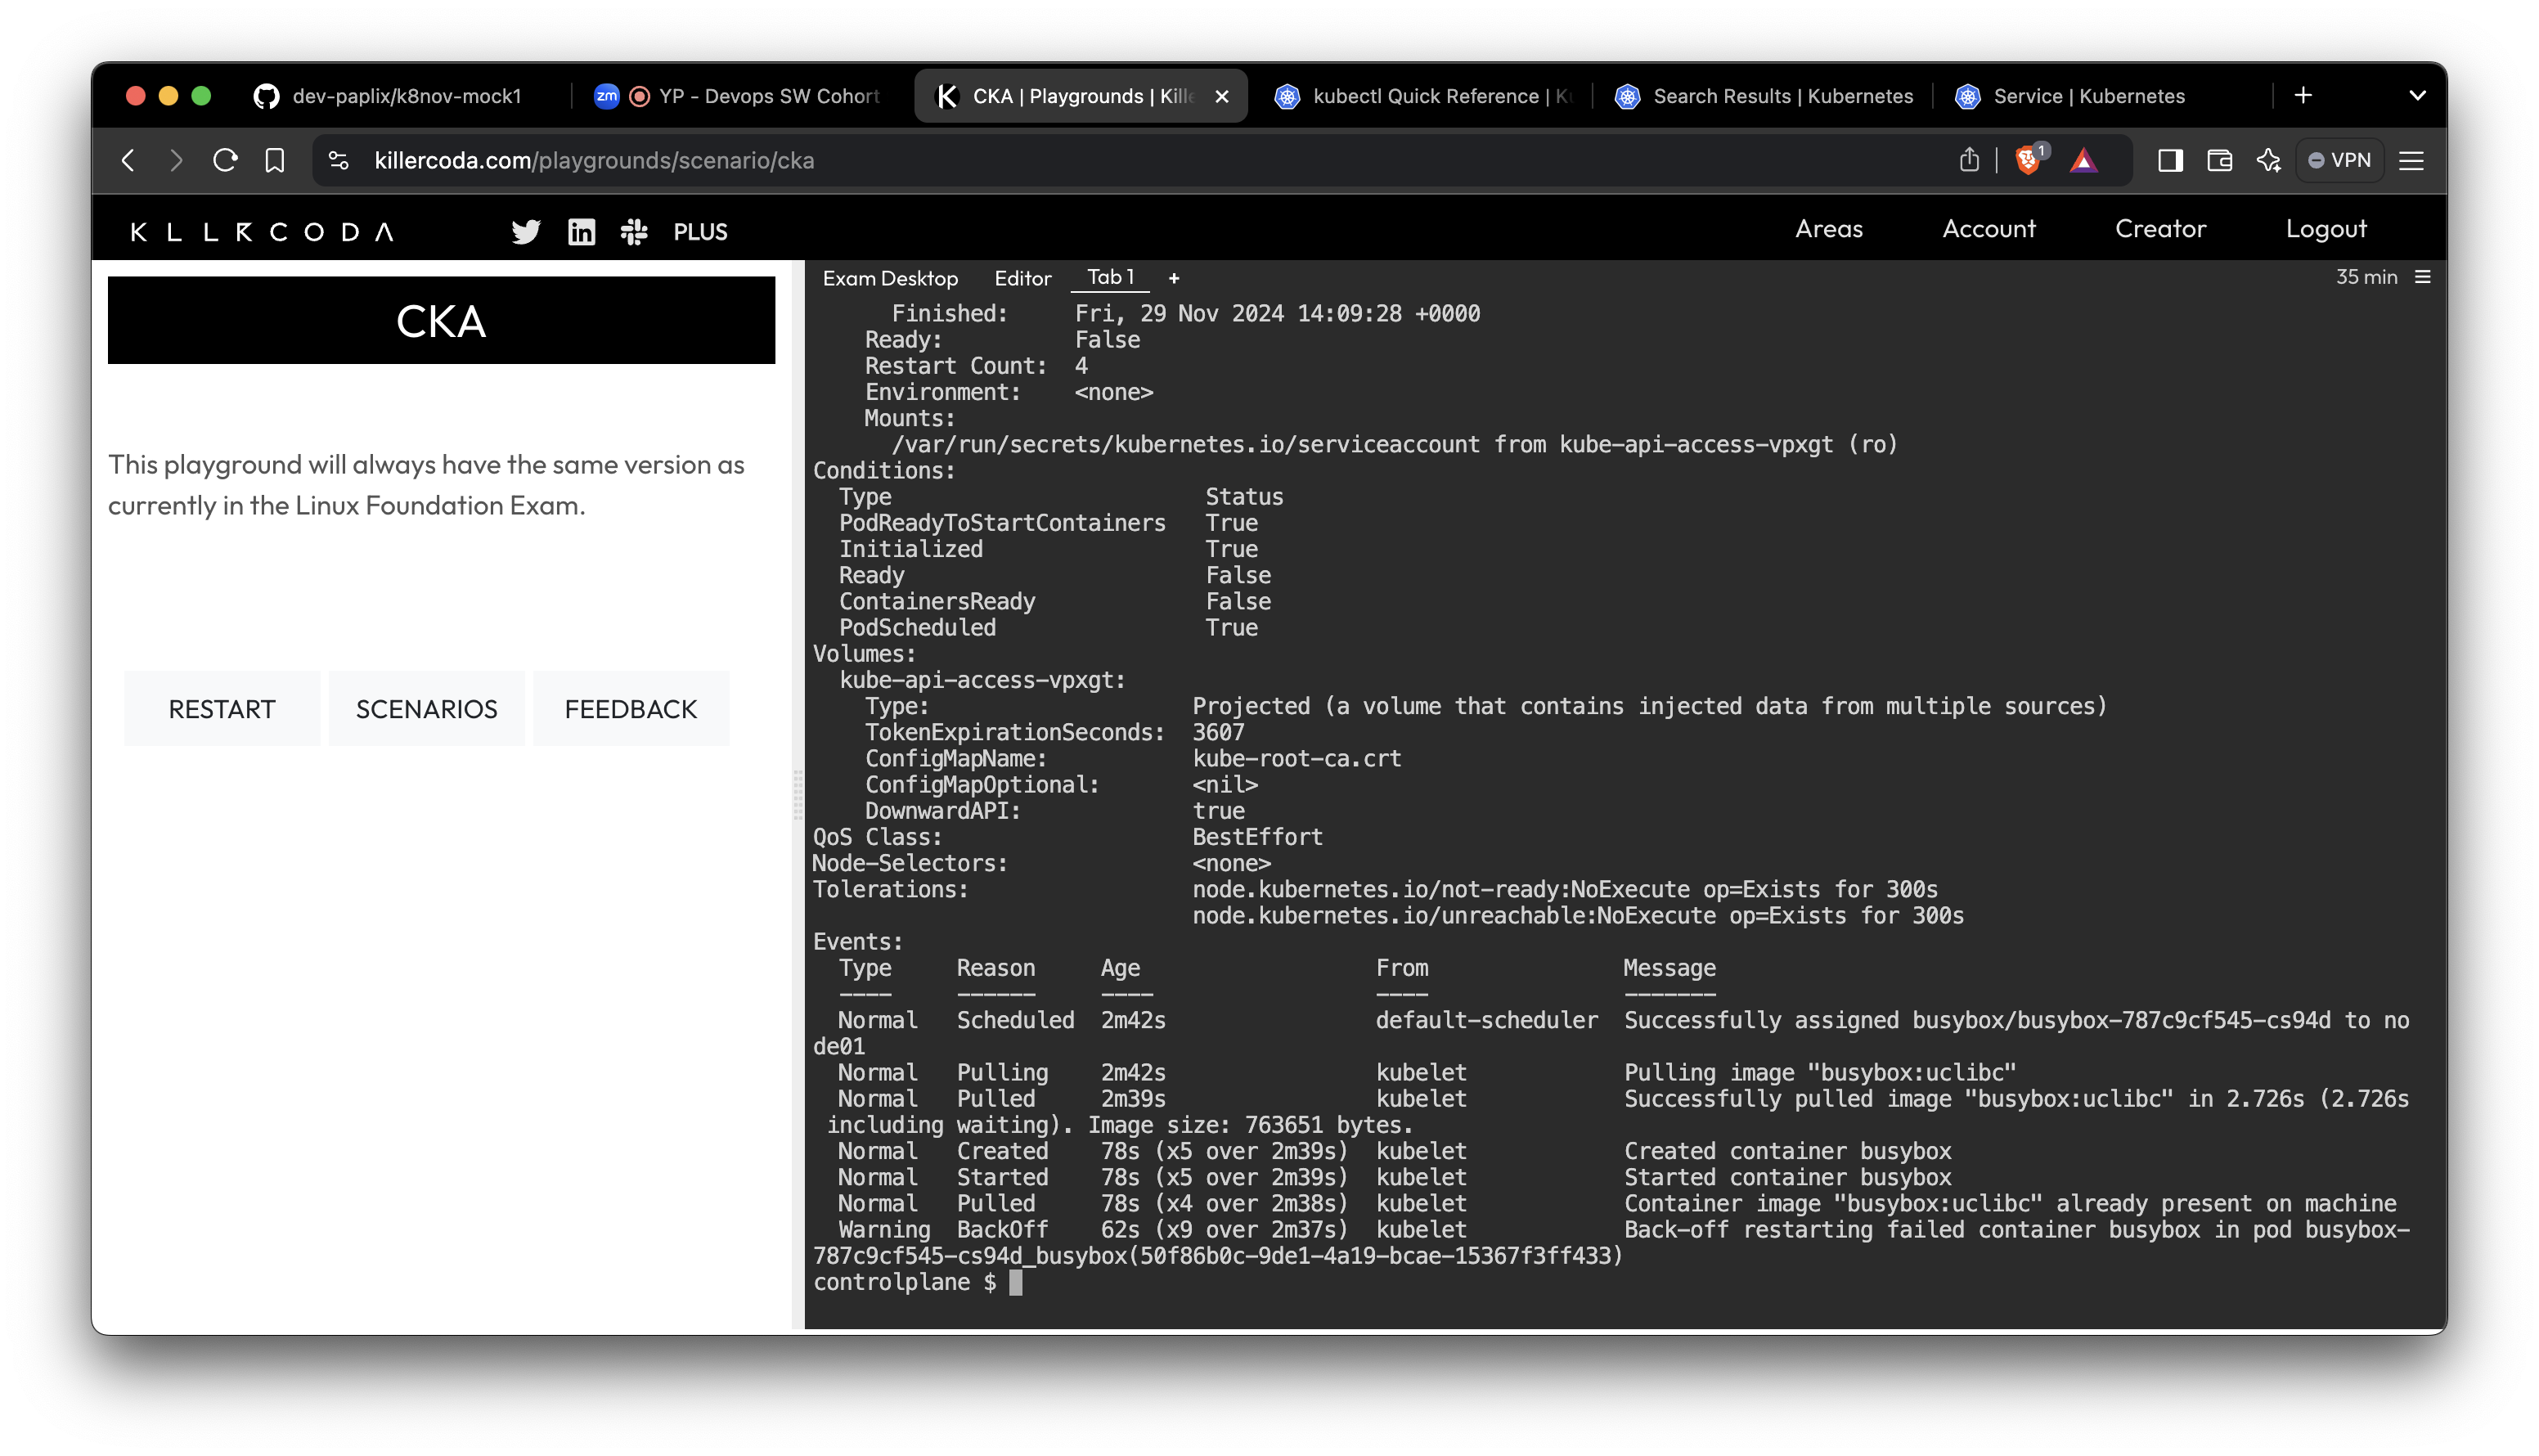 dev-paplix/k8nov-mock1
zm YP - Devops SW Cohort
CKA | Playgrounds | Kille
kubectl Quick Reference | Ku
Search Results | Kubernetes
Service | Kubernetes
killercoda.com/playgrounds/scenario/cka
1
VPN
KLLRCODA
in
PLUS
Areas
Account
Creator
Logout
CKA
This playground will always have the same version as
currently in the Linux Foundation Exam.
RESTART
SCENARIOS
FEEDBACK
Exam Desktop Editor Tab 1 +
35 min
Finished: Fri, 29 Nov 2024 14:09:28 +0000
Ready: False
Restart Count: 4
Environment: <none>
Mounts:
/var/run/secrets/kubernetes.io/serviceaccount from kube-api-access-vpxgt (ro)
Conditions:
Type Status
PodReadyToStartContainers True
Initialized True
Ready False
ContainersReady False
PodScheduled True
Volumes:
kube-api-access-vpxgt:
Type: Projected (a volume that contains injected data from multiple sources)
TokenExpirationSeconds: 3607
ConfigMapName: kube-root-ca.crt
ConfigMapOptional: <nil>
DownwardAPI: true
QoS Class: BestEffort
Node-Selectors: <none>
Tolerations: node.kubernetes.io/not-ready:NoExecute op=Exists for 300s
node.kubernetes.io/unreachable:NoExecute op=Exists for 300s
Events:
Type Reason Age From Message
---- ------ ---- ---- -------
Normal Scheduled 2m42s default-scheduler Successfully assigned busybox/busybox-787c9cf545-cs94d to no
de01
Normal Pulling 2m42s kubelet Pulling image "busybox:uclibc"
Normal Pulled 2m39s kubelet Successfully pulled image "busybox:uclibc" in 2.726s (2.726s
including waiting). Image size: 763651 bytes.
Normal Created 78s (x5 over 2m39s) kubelet Created container busybox
Normal Started 78s (x5 over 2m39s) kubelet Started container busybox
Normal Pulled 78s (x4 over 2m38s) kubelet Container image "busybox:uclibc" already present on machine
Warning BackOff 62s (x9 over 2m37s) kubelet Back-off restarting failed container busybox in pod busybox-
787c9cf545-cs94d_busybox(50f86b0c-9de1-4a19-bcae-15367f3ff433)
controlplane $